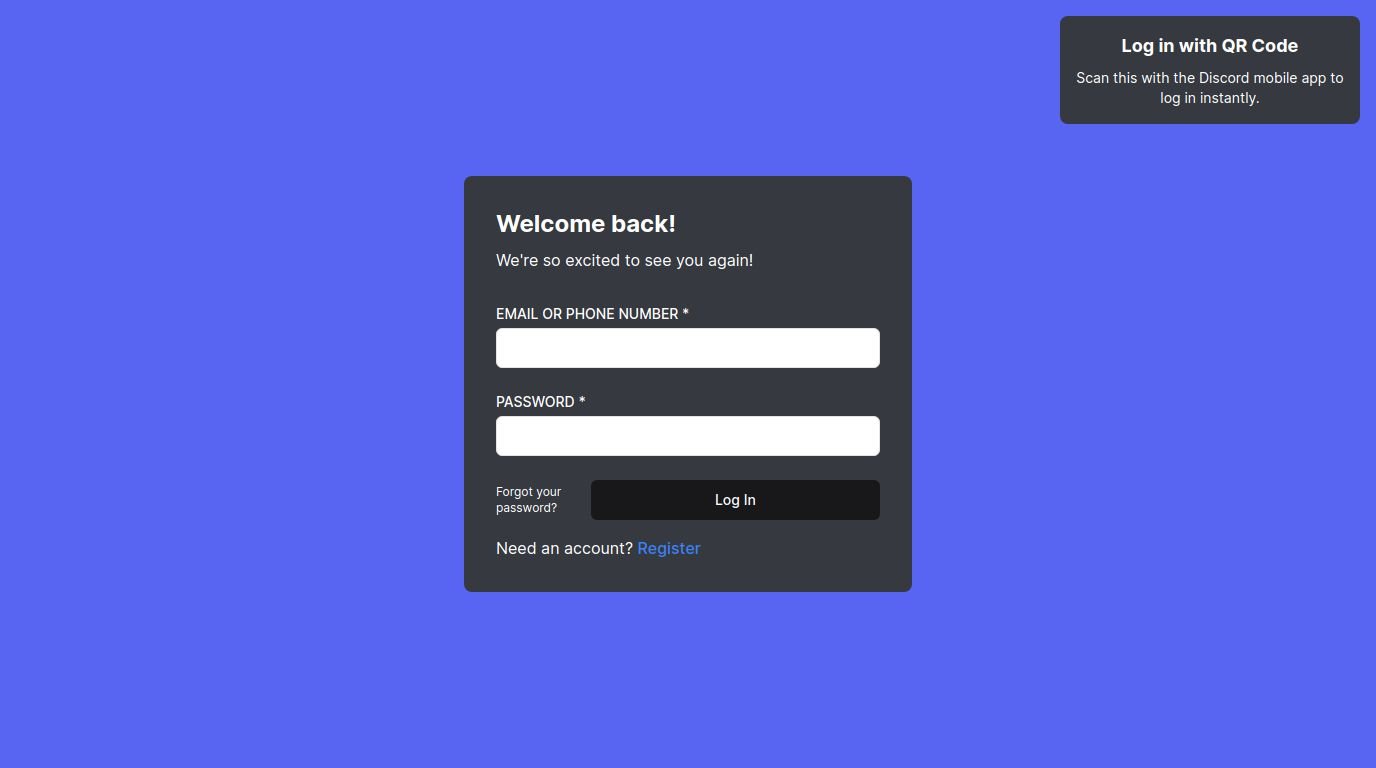 Log in with QR Code
Scan this with the Discord mobile app to
log in instantly.
Welcome back!
We're so excited to see you again!
EMAIL OR PHONE NUMBER *
PASSWORD *
Forgot your
password?
Log In
Need an account? Register